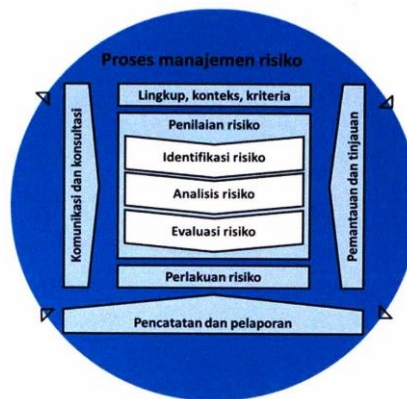 Proses manajemen risiko
Lingkup, konteks, kriteria
Penilaian risiko
Identifikasi risiko
Analisis risiko
Evaluasi risiko
Perlakuan risiko
Komunikasi dan konsultasi
Pemantauan dan tinjauan
Pencatatan dan pelaporan